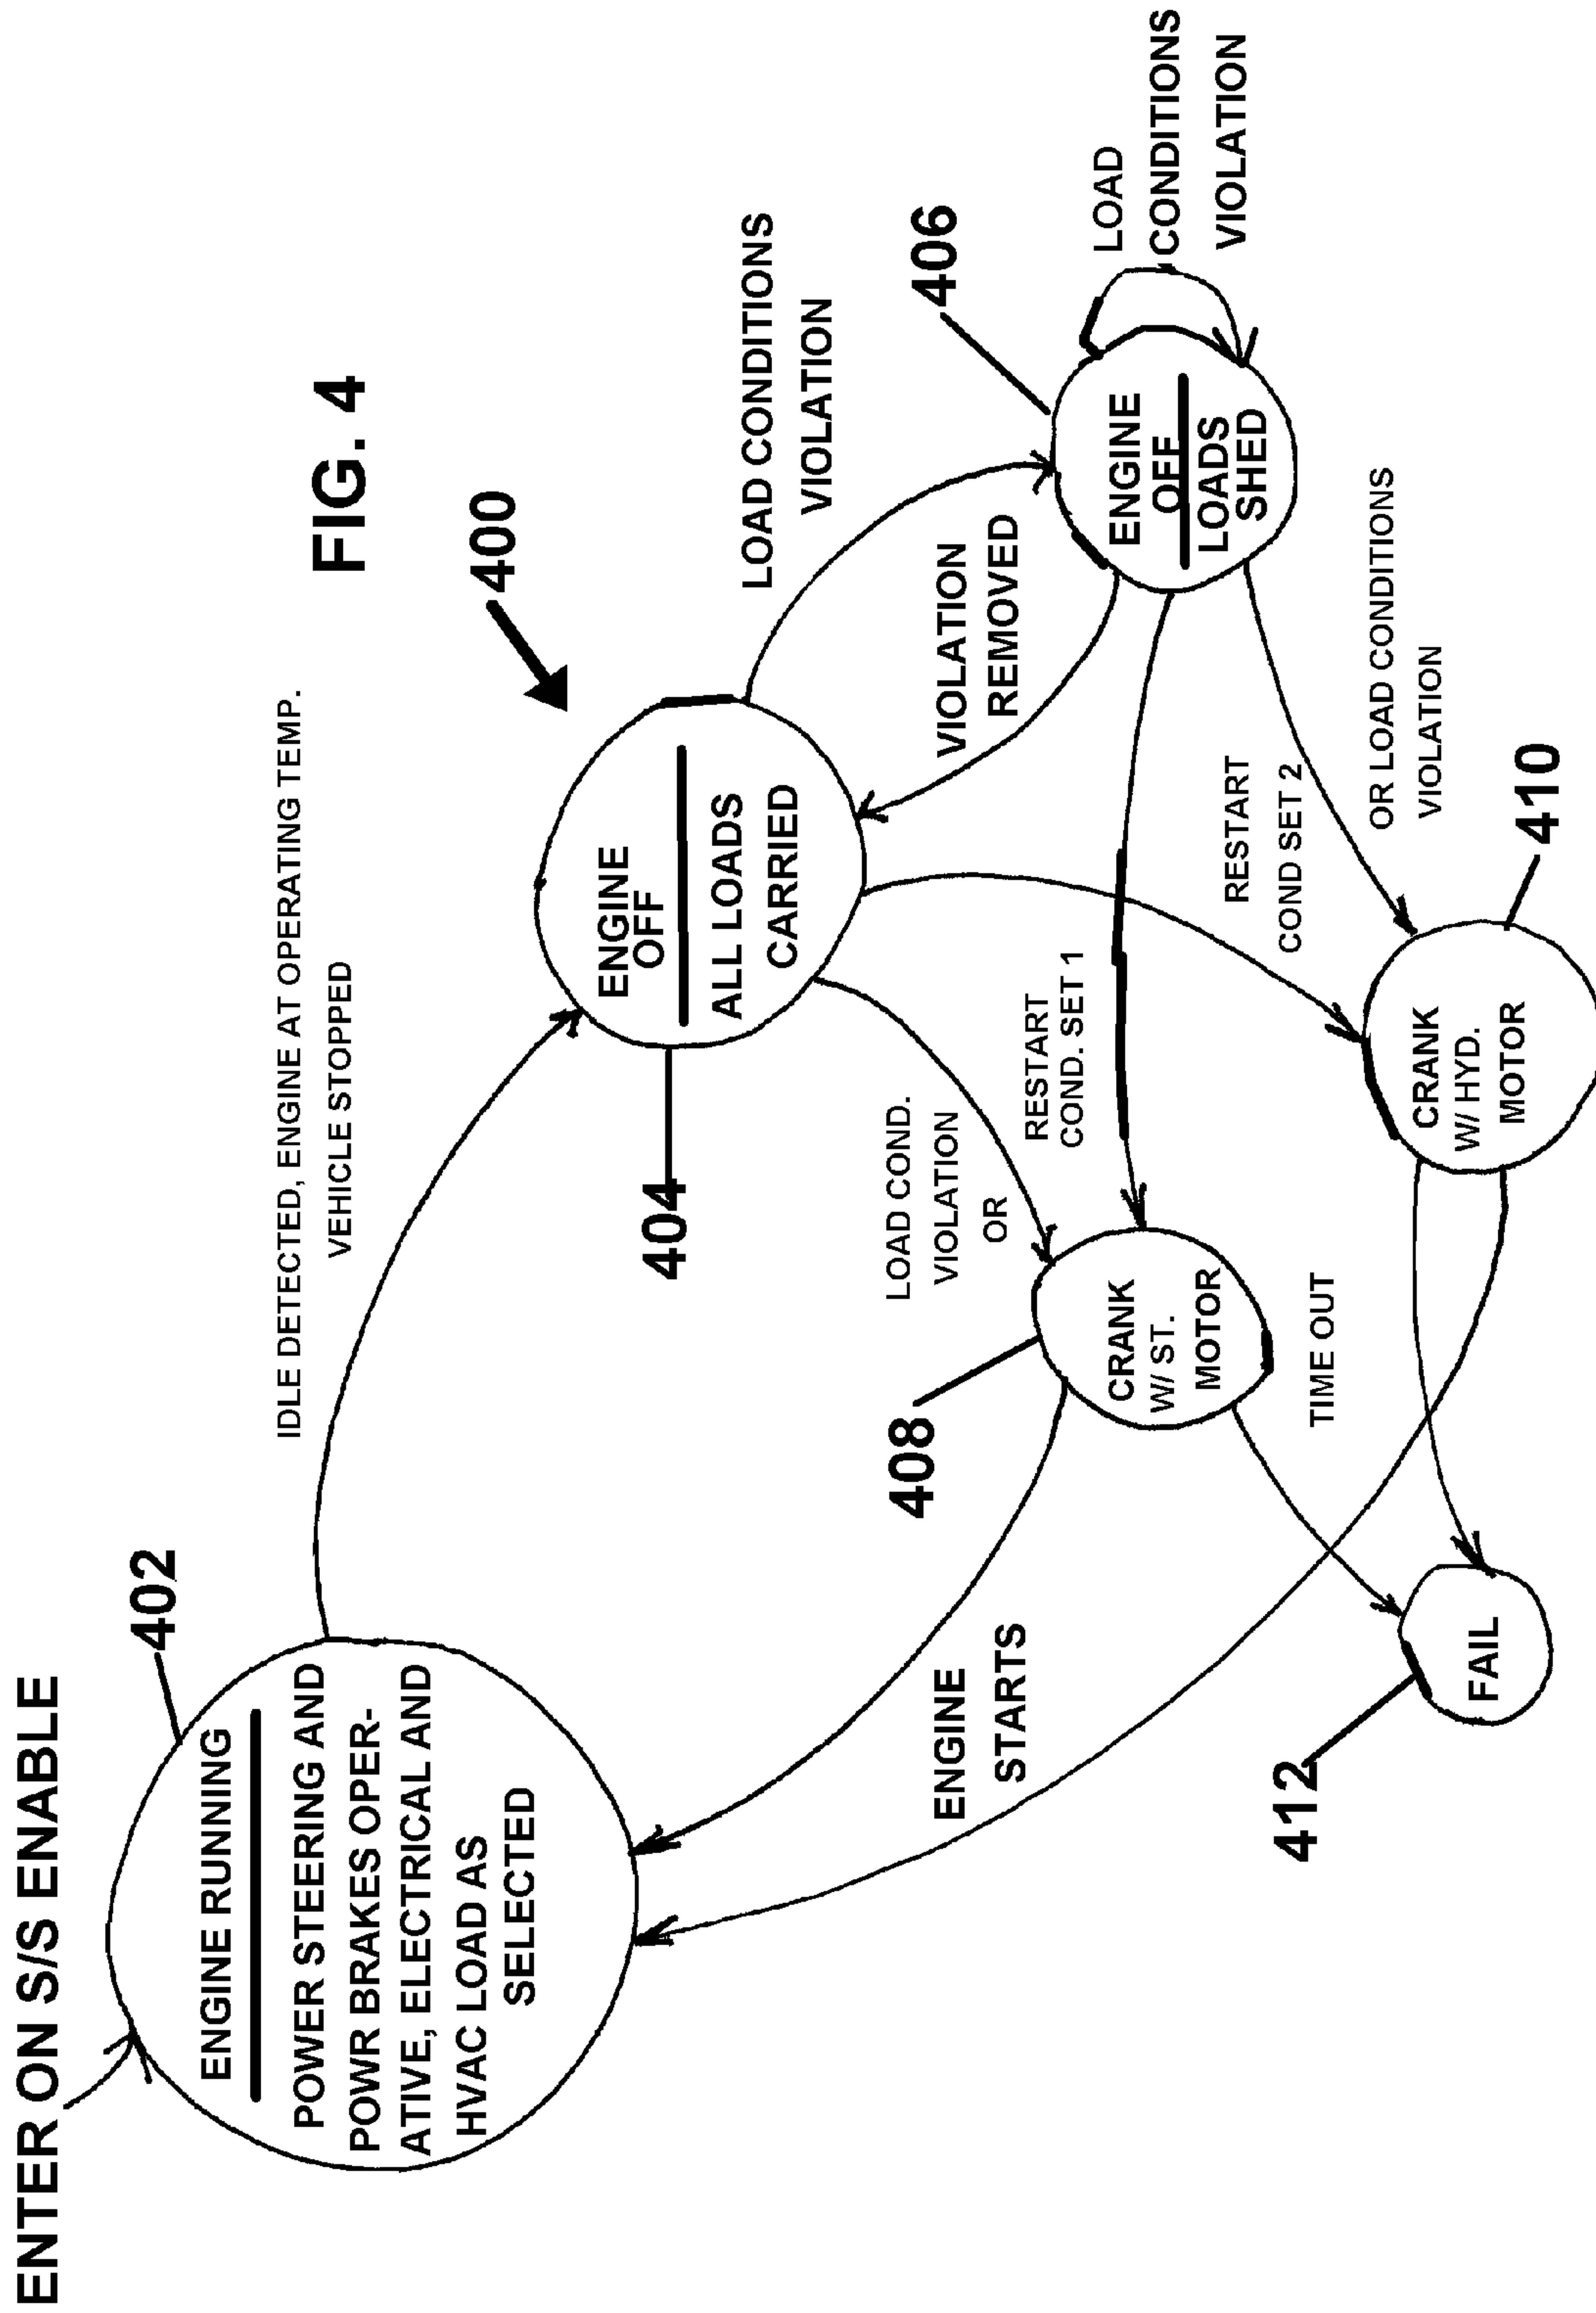 FIG. 4
ENTER ON S/S ENABLE
402
ENGINE RUNNING
POWER STEERING AND
POWR BRAKES OPER-
ATIVE, ELECTRICAL AND
HVAC LOAD AS
SELECTED
IDLE DETECTED, ENGINE AT OPERATING TEMP.
VEHICLE STOPPED
400
404
ENGINE
OFF
ALL LOADS
CARRIED
LOAD CONDITIONS
VIOLATION
406
ENGINE
OFF
LOADS
SHED
LOAD
CONDITIONS
VIOLATION
VIOLATION
REMOVED
LOAD COND.
VIOLATION
OR
RESTART
COND. SET 1
RESTART
COND SET 2
OR LOAD CONDITIONS
VIOLATION
408
CRANK
W/ ST.
MOTOR
410
CRANK
W/ HYD.
MOTOR
ENGINE
STARTS
TIME OUT
412
FAIL